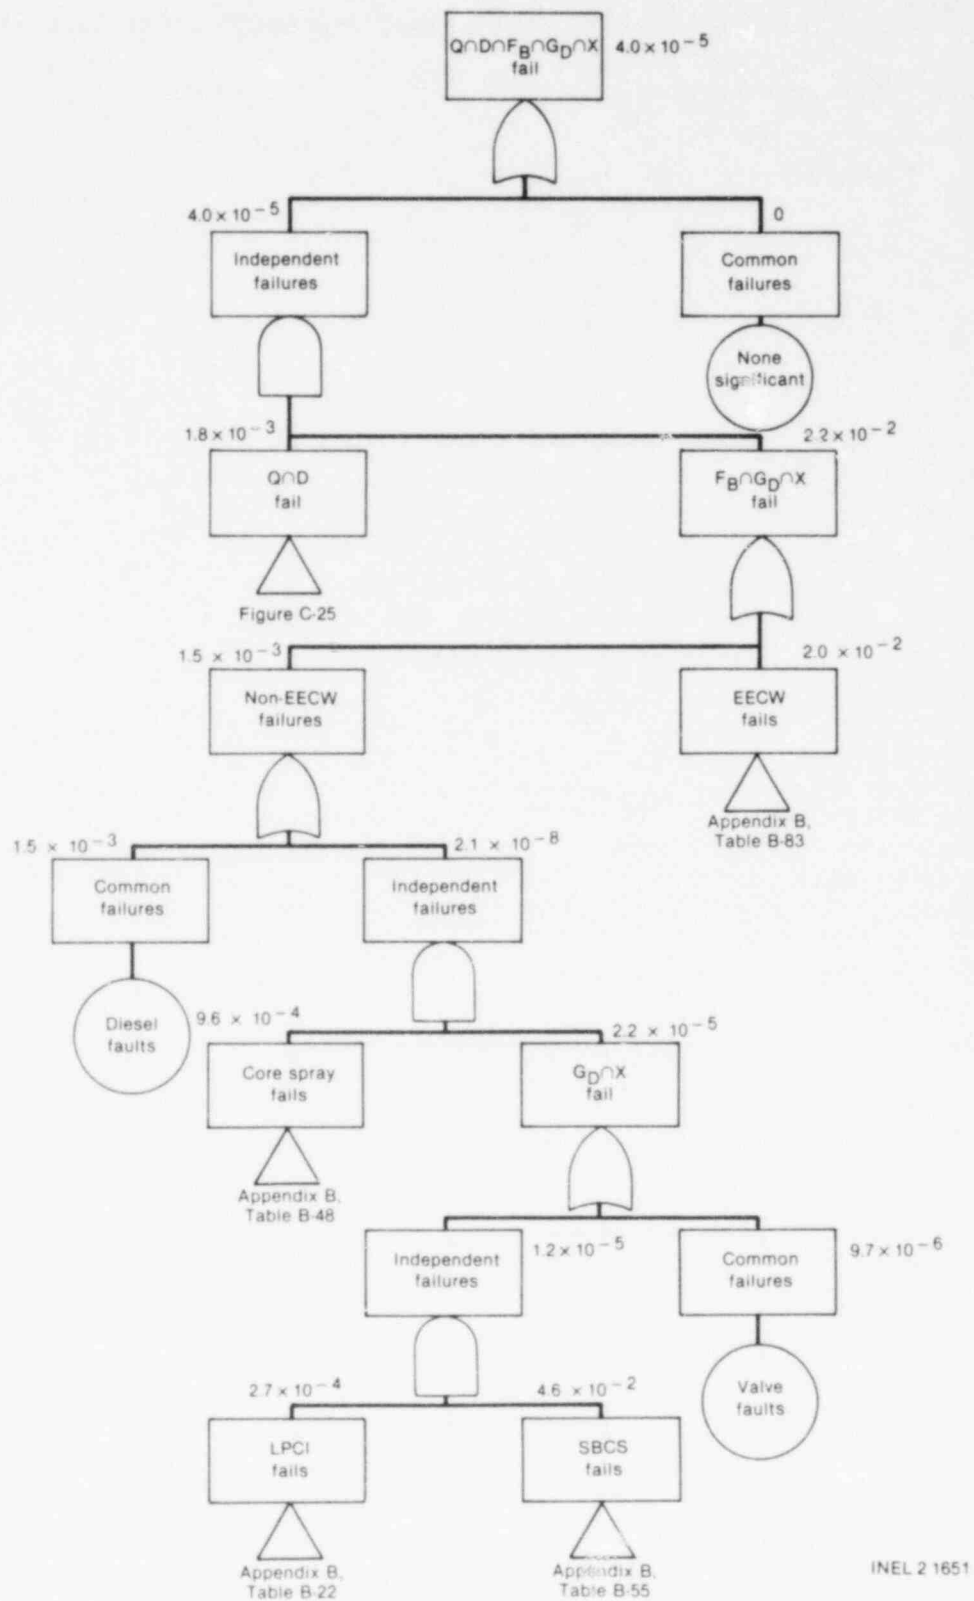 Q∩D∩F_B∩G_D∩X
fail
4.0 × 10⁻⁵
4.0 × 10⁻⁵
Independent
failures
0
Common
failures
None
significant
1.8 × 10⁻³
Q∩D
fail
Figure C-25
2.2 × 10⁻²
F_B∩G_D∩X
fail
1.5 × 10⁻³
Non-EECW
failures
2.0 × 10⁻²
EECW
fails
Appendix B,
Table B-83
1.5 × 10⁻³
Common
failures
Diesel
faults
2.1 × 10⁻⁸
Independent
failures
9.6 × 10⁻⁴
Core spray
fails
Appendix B,
Table B-48
2.2 × 10⁻⁵
G_D∩X
fail
Independent
failures
1.2 × 10⁻⁵
Common
failures
9.7 × 10⁻⁶
Valve
faults
2.7 × 10⁻⁴
LPCI
fails
Appendix B,
Table B-22
4.6 × 10⁻²
SBCS
fails
Appendix B,
Table B-55
INEL 2 1651